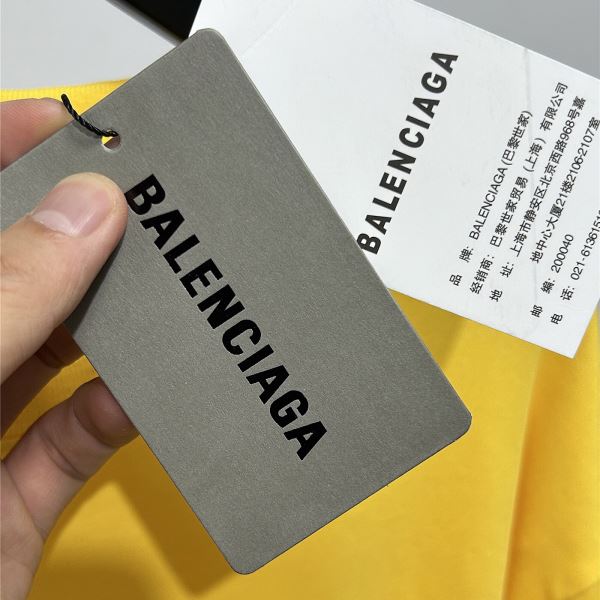 BALENCIAGA
BALENCIAGA
品 牌: BALENCIAGA (巴黎世家)
经销商: 巴黎世家贸易 (上海) 有限公司
地 址: 上海市静安区北京西路968号嘉
地中心大厦21楼2106-2107室
邮 编: 200040
电 话: 021-6136151